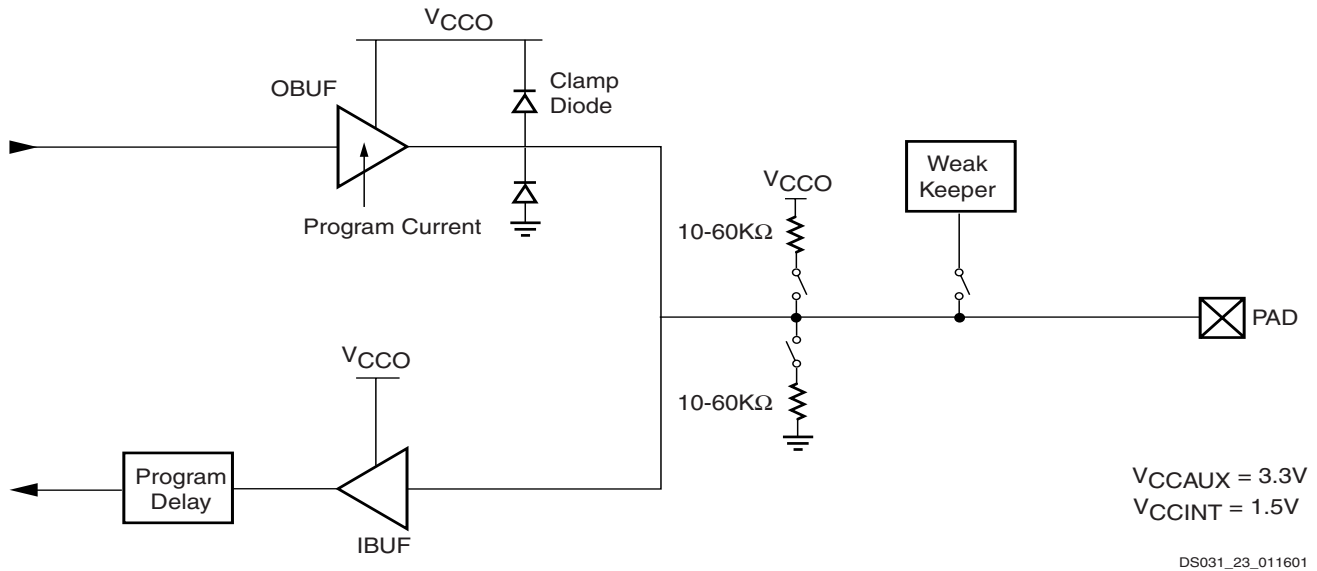 VCCO
OBUF
Clamp
Diode
Program Current
Weak
Keeper
VCCO
10-60KΩ
PAD
VCCO
10-60KΩ
Program
Delay
IBUF
VCCAUX = 3.3V
VCCINT = 1.5V
DS031_23_011601